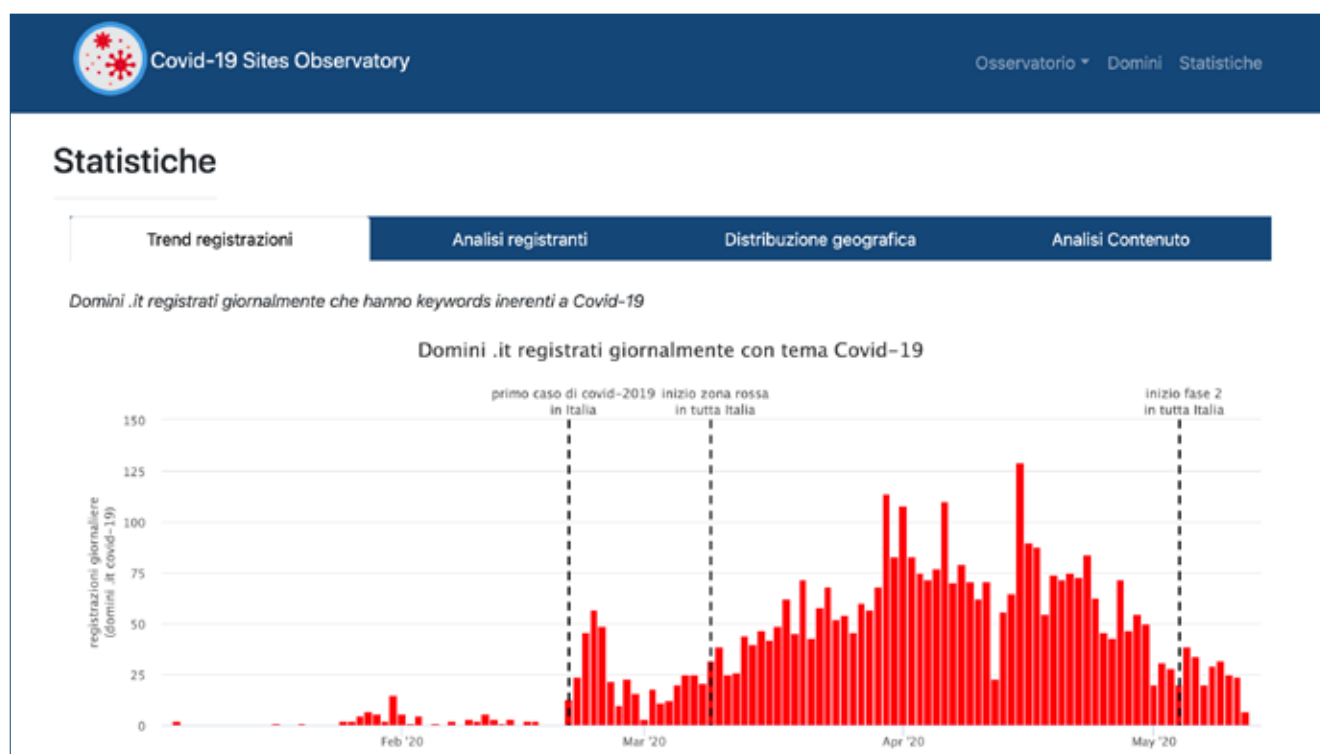 Covid-19 Sites Observatory
Osservatorio Domini Statistiche
Statistiche
Trend registrazioni Analisi registranti Distribuzione geografica Analisi Contenuto
Domini .it registrati giornalmente che hanno keywords inerenti a Covid-19
Domini .it registrati giornalmente con tema Covid-19
primo caso di covid-2019
in Italia
inizio zona rossa
in tutta Italia
inizio fase 2
in tutta Italia
registrazioni giornaliere
(domini .it covid-19)
150
125
100
75
50
25
0
Feb '20 Mar '20 Apr '20 May '20